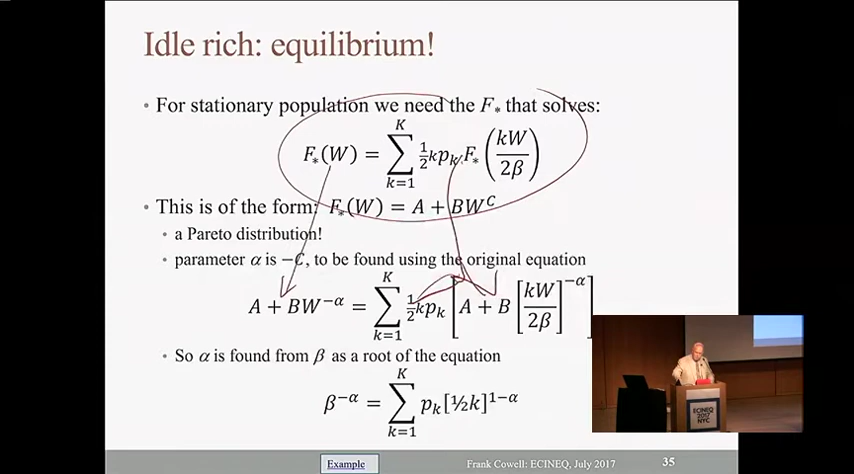 Idle rich: equilibrium!
• For stationary population we need the F* that solves:
F*(W) = ∑_{k=1}^{K} ½kp_k F*(kW/2β)
• This is of the form: F*(W) = A + BW^C
• a Pareto distribution!
• parameter α is −C, to be found using the original equation
A + BW^{−α} = ∑_{k=1}^{K} ½kp_k [A + B [kW/2β]^{−α}]
• So α is found from β as a root of the equation
β^{−α} = ∑_{k=1}^{K} p_k[½k]^{1−α}
ECINEQ
2017
NYC
Example
Frank Cowell: ECINEQ, July 2017
35